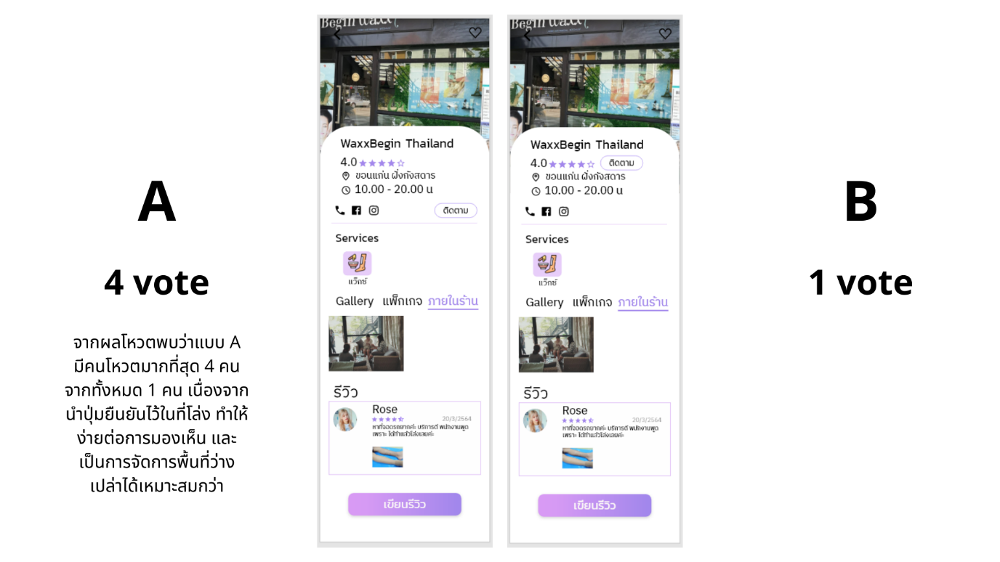 A
4 vote
จากผลโหวตพบว่าแบบ A
มีคนโหวตมากที่สุด 4 คน
จากทั้งหมด 1 คน เนื่องจาก
นำปุ่มยืนยันไว้ในที่โล่ง ทำให้
ง่ายต่อการมองเห็น และ
เป็นการจัดการพื้นที่ว่าง
เปล่าได้เหมาะสมกว่า
Begin waxx
WaxxBegin Thailand
4.0
ขอนแก่น ฝั่งกังสดาร
10.00 - 20.00 น
ติดตาม
Services
แว็กซ์
Gallery แพ็กเกจ ภายในร้าน
รีวิว
Rose
20/3/2564
หาที่จอดรถยากค่ะ บริการดี พนักงานพูด
เพราะ ได้ทำแล้วโล่งเลยค่ะ
เขียนรีวิว
Begin waxx
WaxxBegin Thailand
4.0 ติดตาม
ขอนแก่น ฝั่งกังสดาร
10.00 - 20.00 น
Services
แว็กซ์
Gallery แพ็กเกจ ภายในร้าน
รีวิว
Rose
20/3/2564
หาที่จอดรถยากค่ะ บริการดี พนักงานพูด
เพราะ ได้ทำแล้วโล่งเลยค่ะ
เขียนรีวิว
B
1 vote